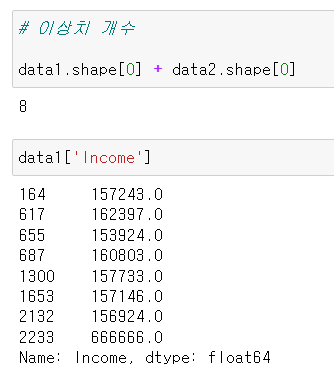 # 이상치 개수
data1.shape[0] + data2.shape[0]
8
data1['Income']
164     157243.0
617     162397.0
655     153924.0
687     160803.0
1300    157733.0
1653    157146.0
2132    156924.0
2233    666666.0
Name: Income, dtype: float64